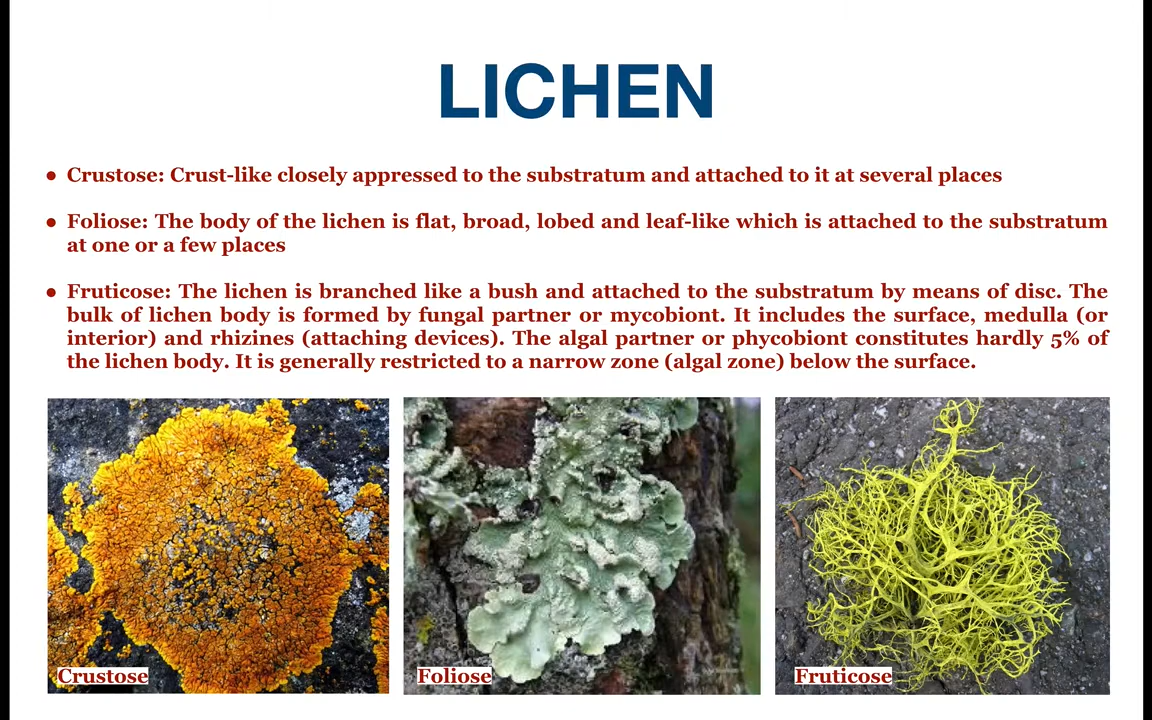 LICHEN
● Crustose: Crust-like closely appressed to the substratum and attached to it at several places
● Foliose: The body of the lichen is flat, broad, lobed and leaf-like which is attached to the substratum
at one or a few places
● Fruticose: The lichen is branched like a bush and attached to the substratum by means of disc. The
bulk of lichen body is formed by fungal partner or mycobiont. It includes the surface, medulla (or
interior) and rhizines (attaching devices). The algal partner or phycobiont constitutes hardly 5% of
the lichen body. It is generally restricted to a narrow zone (algal zone) below the surface.
Crustose
Foliose
Fruticose